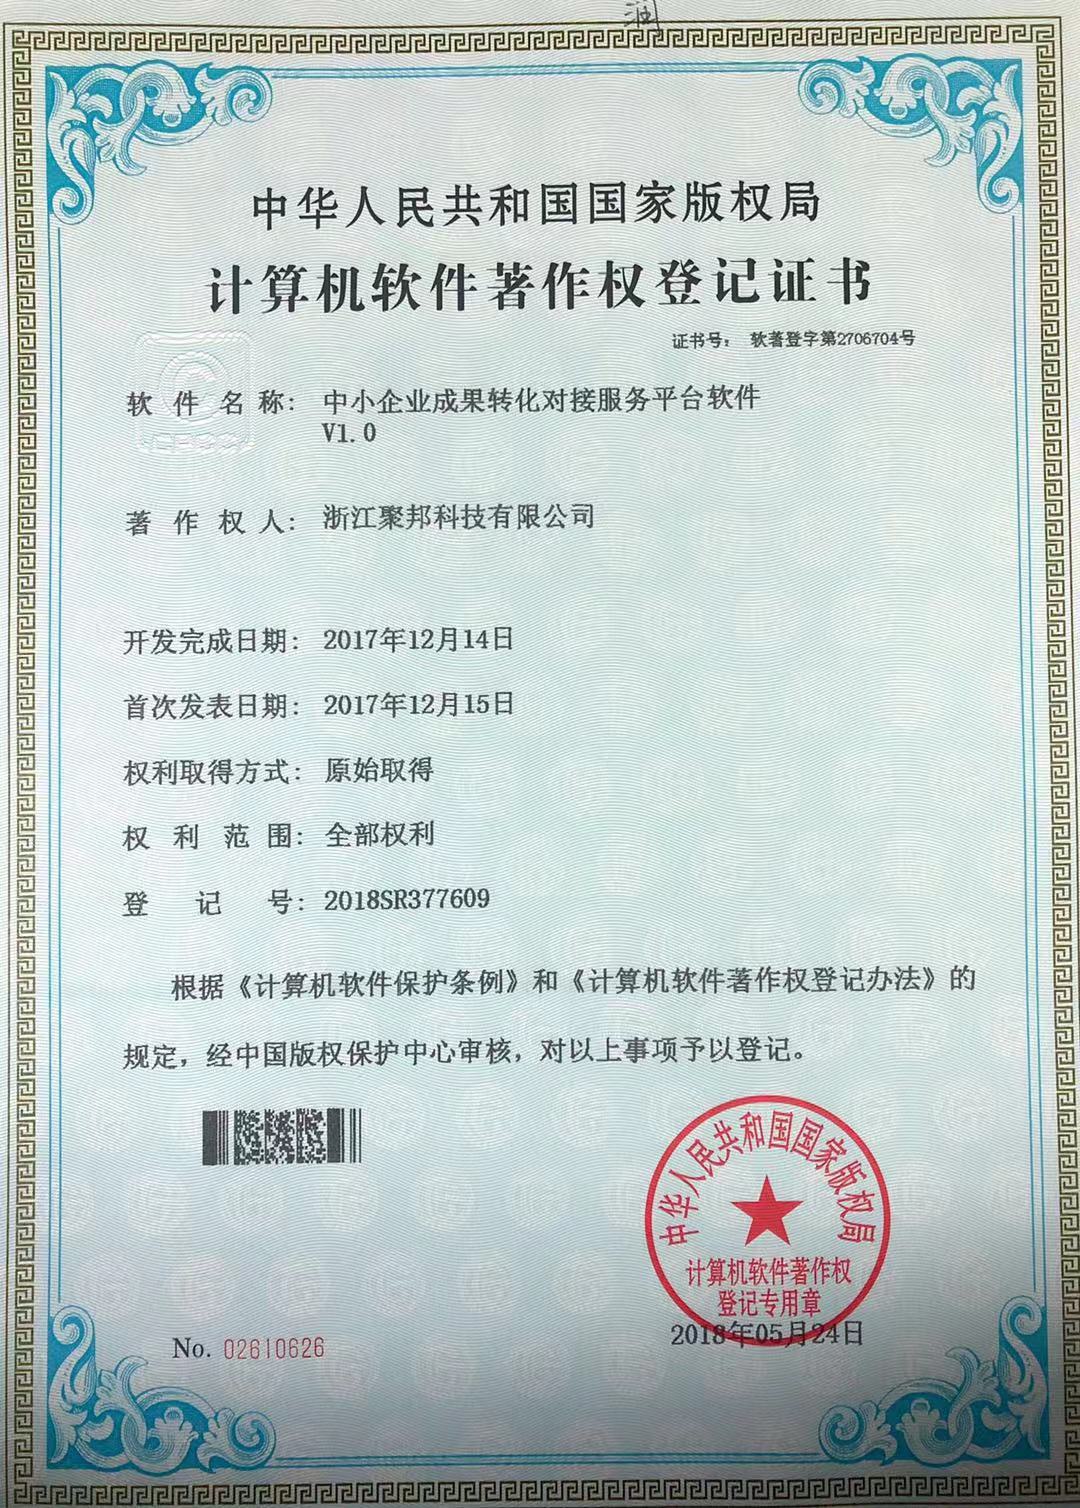 润
中华人民共和国国家版权局
计算机软件著作权登记证书
证书号： 软著登字第2706704号
软件名称： 中小企业成果转化对接服务平台软件
V1.0
著作权人： 浙江聚邦科技有限公司
开发完成日期： 2017年12月14日
首次发表日期： 2017年12月15日
权利取得方式： 原始取得
权利范围： 全部权利
登记号： 2018SR377609
根据《计算机软件保护条例》和《计算机软件著作权登记办法》的
规定，经中国版权保护中心审核，对以上事项予以登记。
中华人民共和国国家版权局
计算机软件著作权
登记专用章
No. 02610626
2018年05月24日